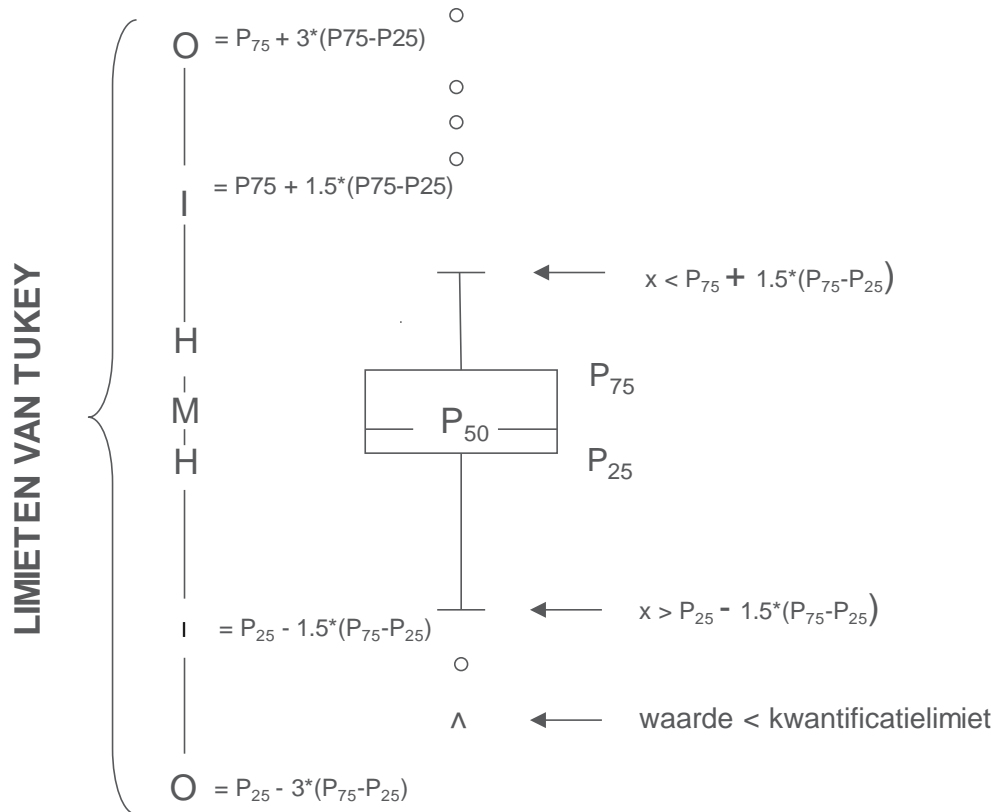 LIMIETEN VAN TUKEY
O = P75 + 3*(P75-P25)
I = P75 + 1.5*(P75-P25)
x < P75 + 1.5*(P75-P25)
H
P75
M
P50
H
P25
x > P25 - 1.5*(P75-P25)
I = P25 - 1.5*(P75-P25)
^ waarde < kwantificatielimiet
O = P25 - 3*(P75-P25)